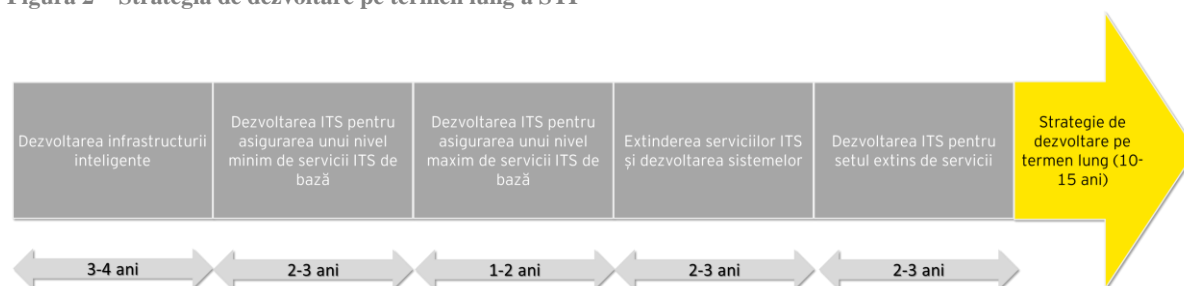 Figura 2 – Strategia de dezvoltare pe termen lung a STI
Dezvoltarea infrastructurii
inteligente
Dezvoltarea ITS pentru
asigurarea unui nivel
minim de servicii ITS de
bază
Dezvoltarea ITS pentru
asigurarea unui nivel
maxim de servicii ITS de
bază
Extinderea serviciilor ITS
și dezvoltarea sistemelor
Dezvoltarea ITS pentru
setul extins de servicii
Strategie de
dezvoltare pe
termen lung (10-
15 ani)
3-4 ani
2-3 ani
1-2 ani
2-3 ani
2-3 ani